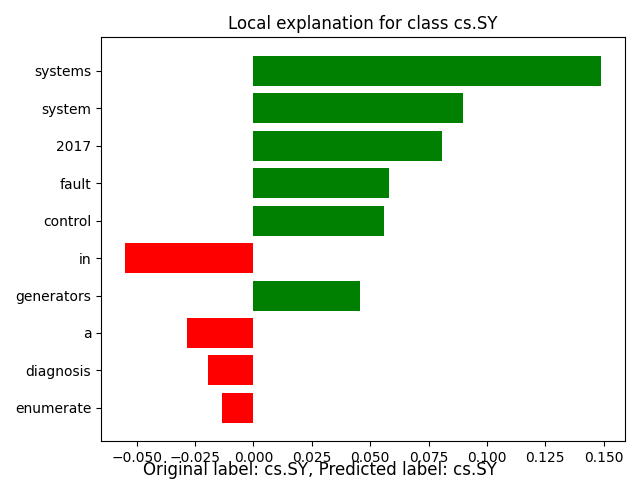 Local explanation for class cs.SY
systems
system
2017
fault
control
in
generators
a
diagnosis
enumerate
−0.050 −0.025 0.000 0.025 0.050 0.075 0.100 0.125 0.150
Original label: cs.SY, Predicted label: cs.SY